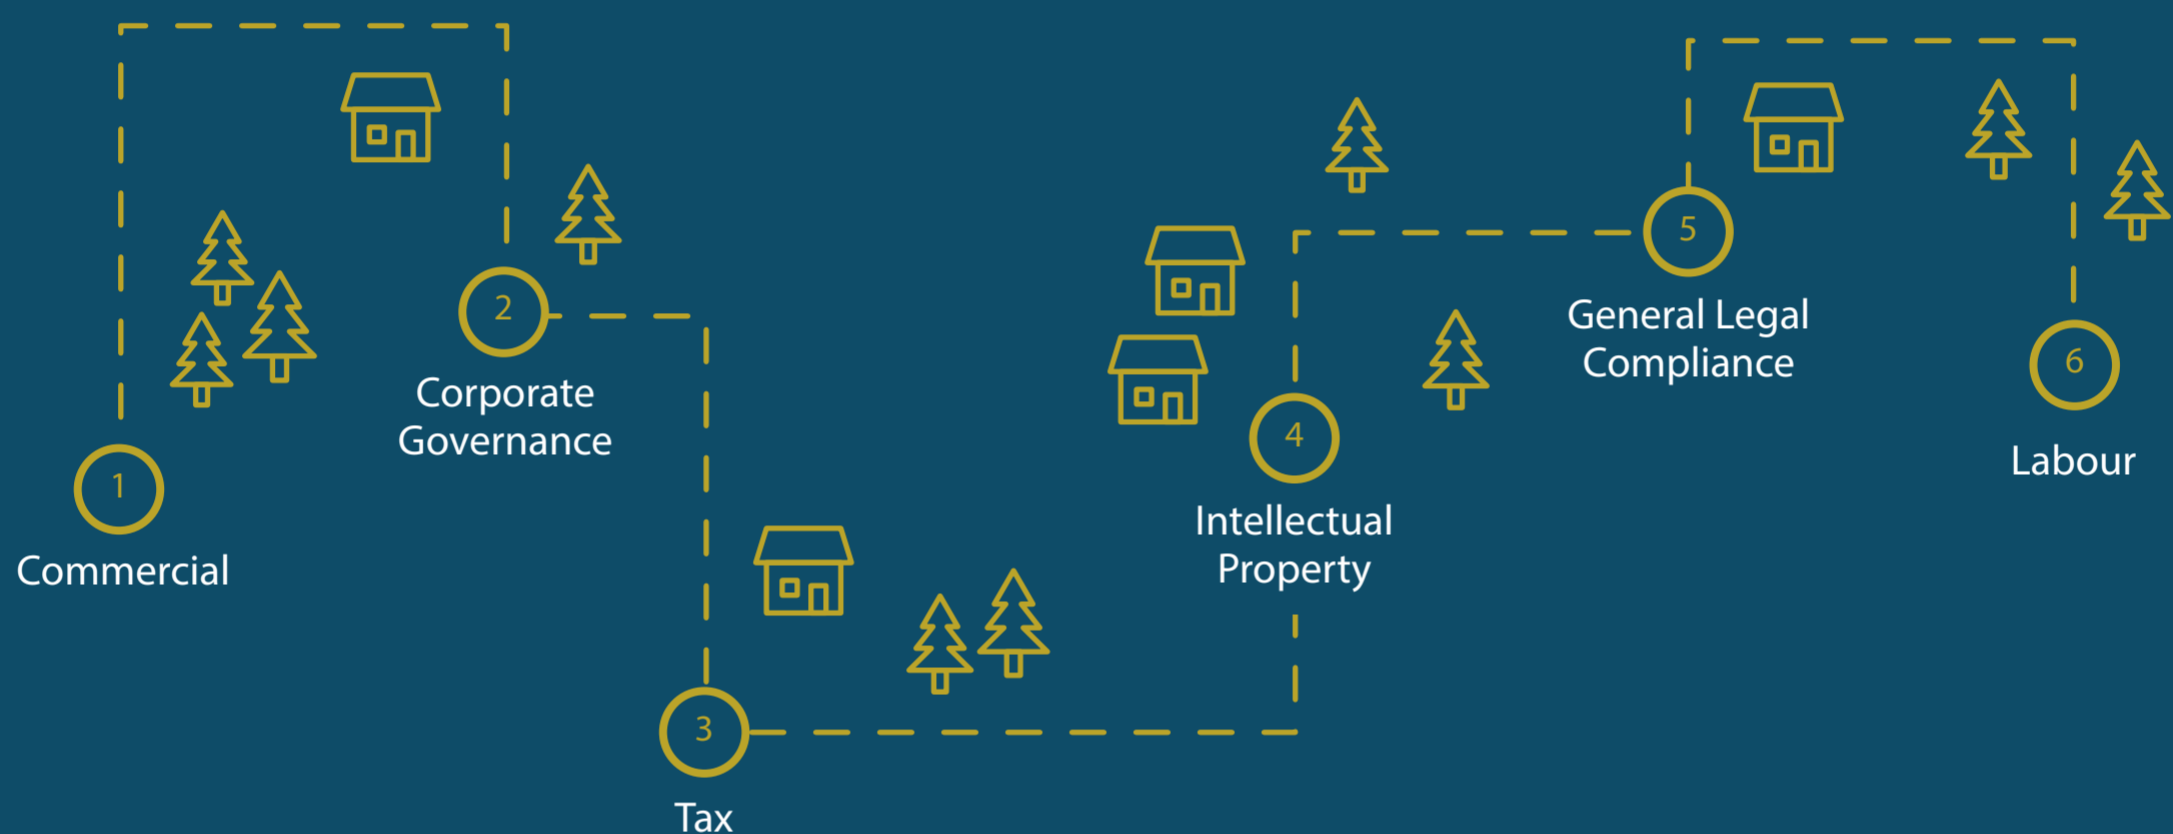 1
Commercial
2
Corporate
Governance
3
Tax
4
Intellectual
Property
5
General Legal
Compliance
6
Labour